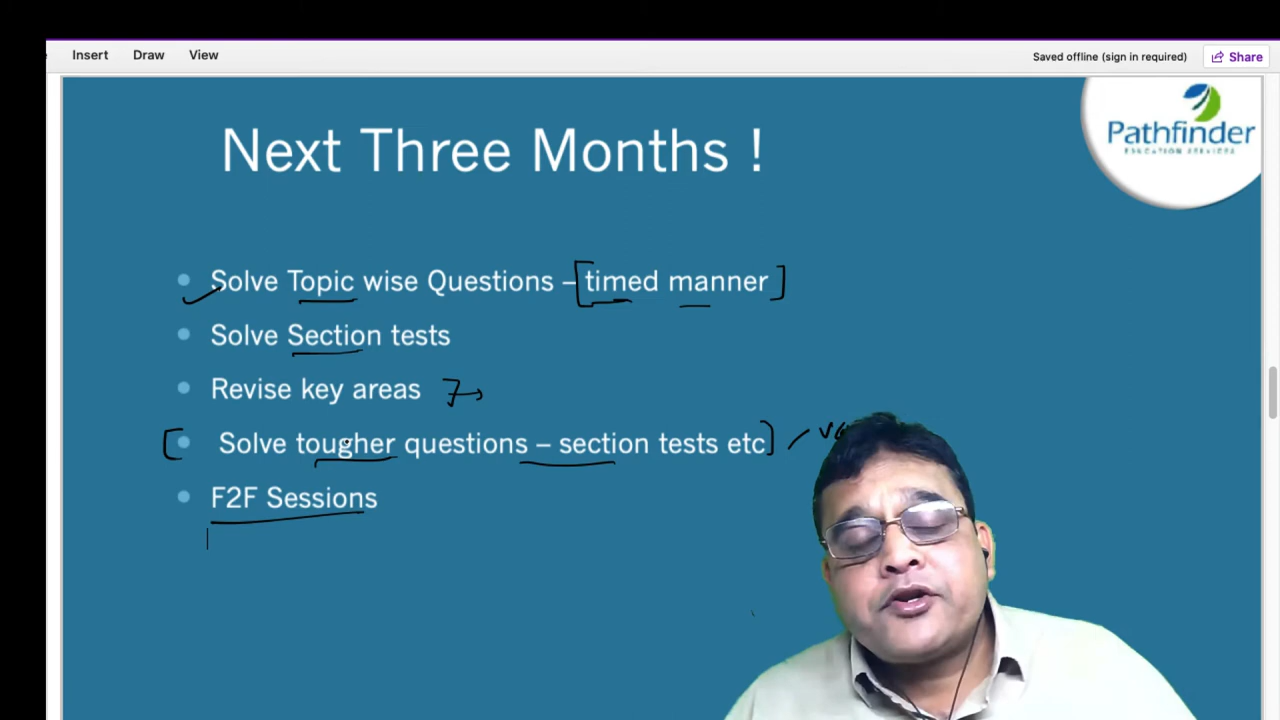 Insert Draw View Saved offline (sign in required) Share
Pathfinder
EDUCATION SERVICES
Next Three Months !
Solve Topic wise Questions – [timed manner]
Solve Section tests
Revise key areas 7→
[ Solve tougher questions – section tests etc]
F2F Sessions